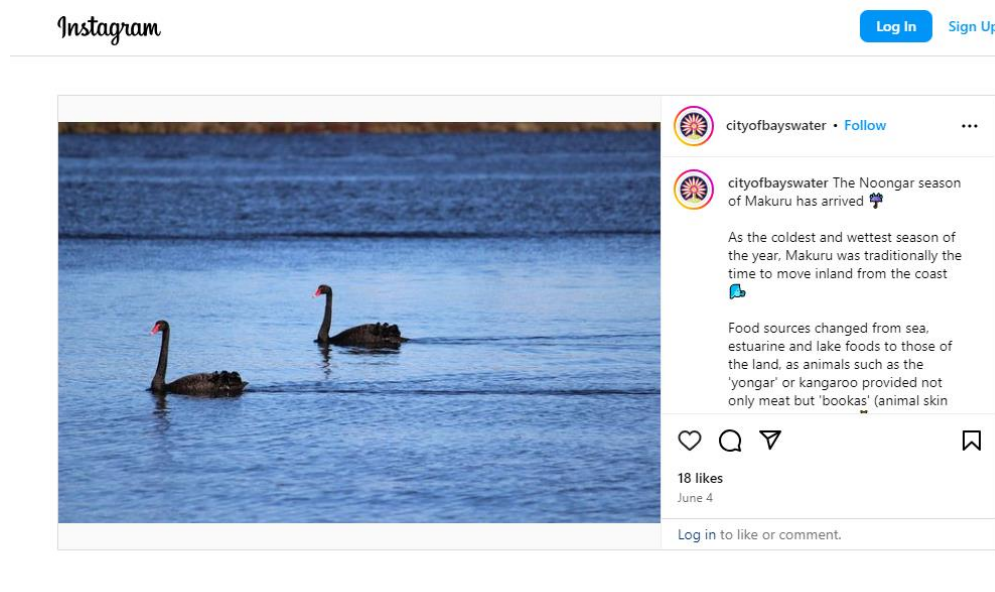 Instagram
Log In
Sign Up
cityofbayswater • Follow
cityofbayswater The Noongar season
of Makuru has arrived ☔
As the coldest and wettest season of
the year, Makuru was traditionally the
time to move inland from the coast
🌊
Food sources changed from sea,
estuarine and lake foods to those of
the land, as animals such as the
'yongar' or kangaroo provided not
only meat but 'bookas' (animal skin
18 likes
June 4
Log in to like or comment.